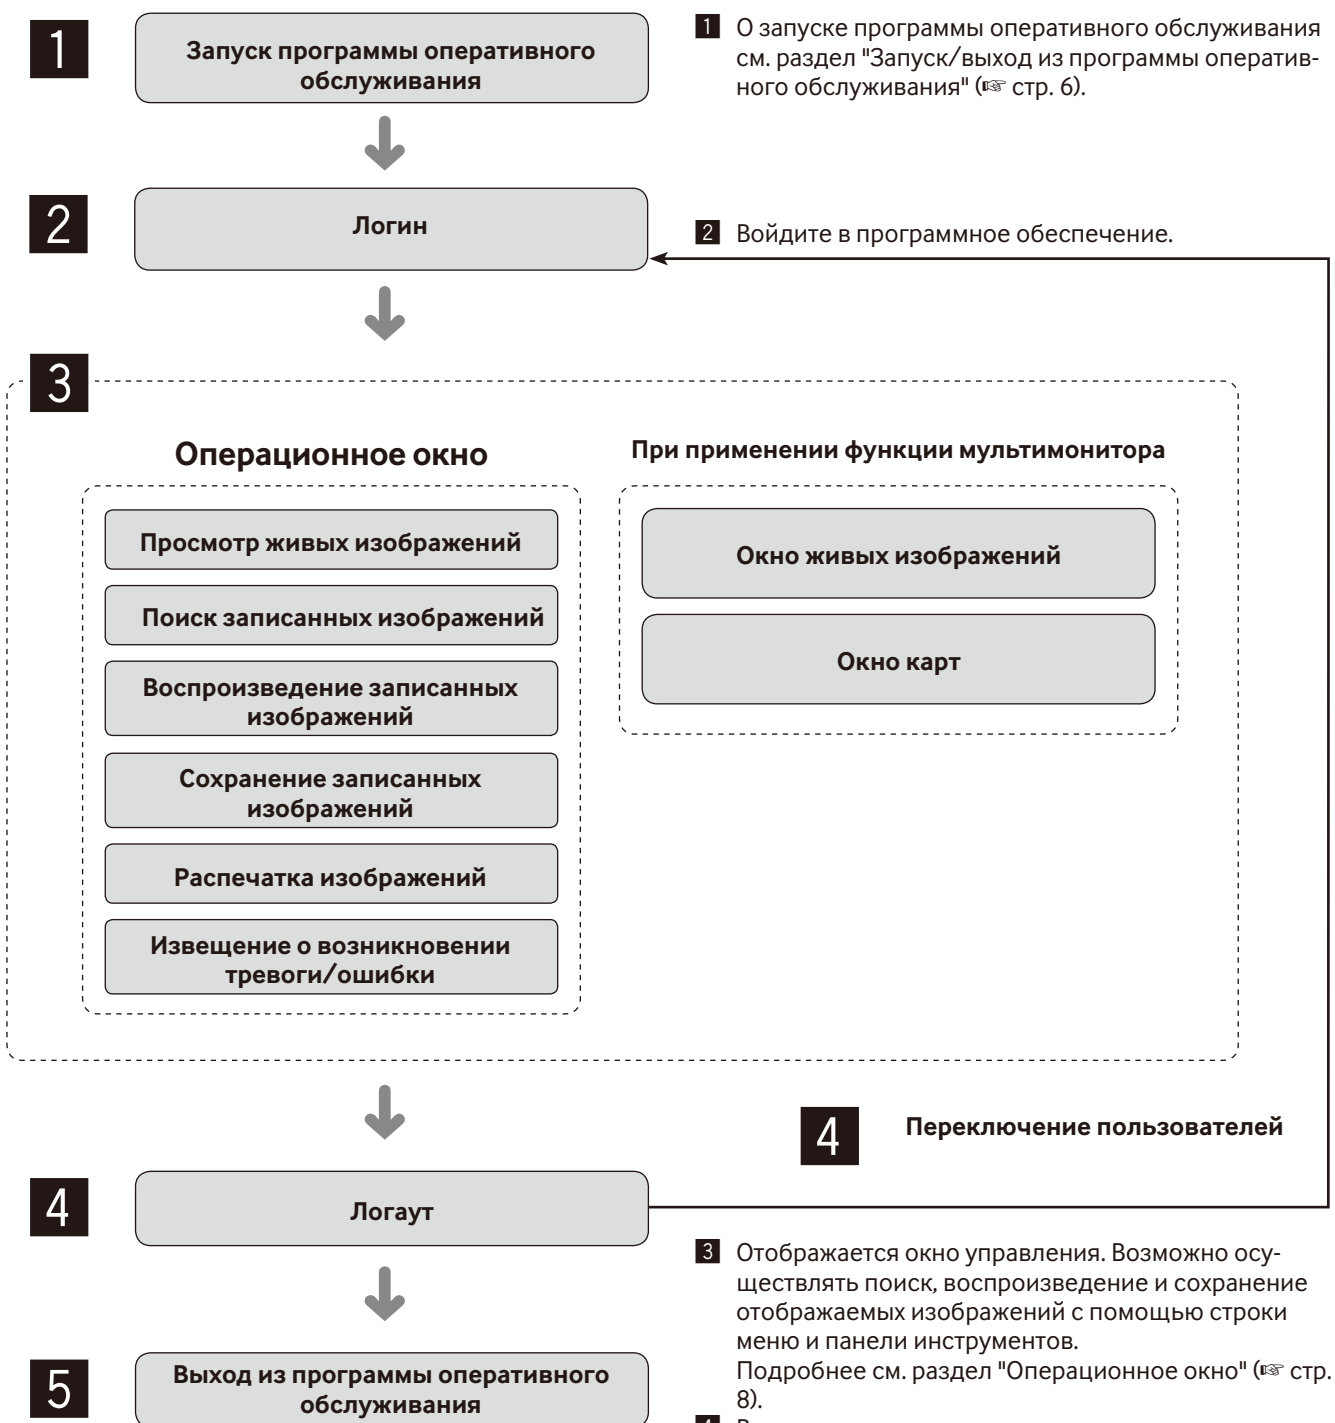 1
Запуск программы оперативного
обслуживания
1 О запуске программы оперативного обслуживания
см. раздел "Запуск/выход из программы оператив-
ного обслуживания" (☞ стр. 6).
2
Логин
2 Войдите в программное обеспечение.
3
Операционное окно
Просмотр живых изображений
Поиск записанных изображений
Воспроизведение записанных
изображений
Сохранение записанных
изображений
Распечатка изображений
Извещение о возникновении
тревоги/ошибки
При применении функции мультимонитора
Окно живых изображений
Окно карт
4 Переключение пользователей
4
Логаут
3 Отображается окно управления. Возможно осу-
ществлять поиск, воспроизведение и сохранение
отображаемых изображений с помощью строки
меню и панели инструментов.
Подробнее см. раздел "Операционное окно" (☞ стр.
8).
5
Выход из программы оперативного
обслуживания